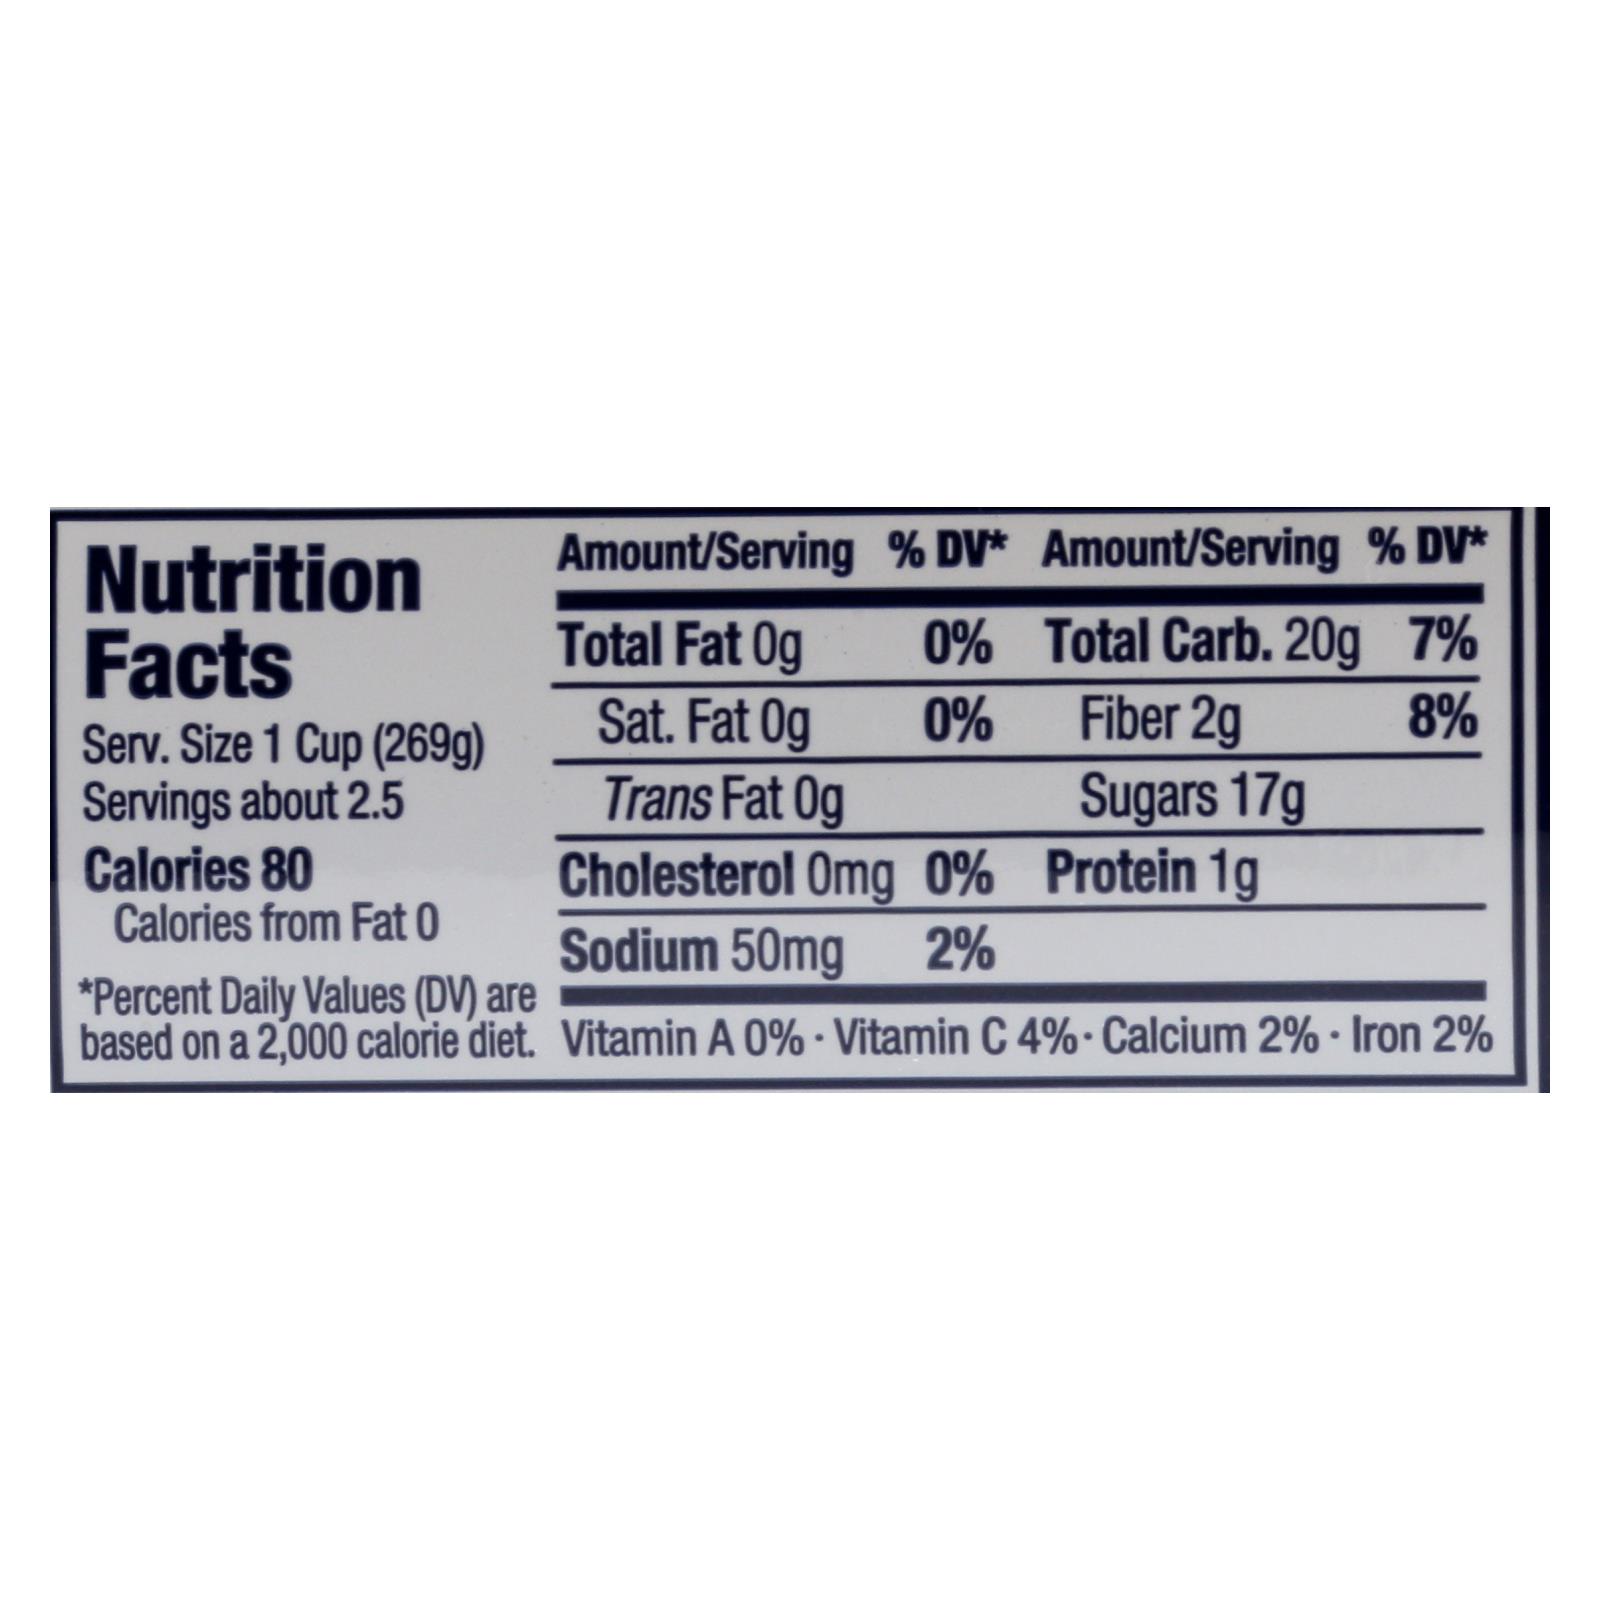 Nutrition
Facts
Serv. Size 1 Cup (269g)
Servings about 2.5
Calories 80
Calories from Fat 0
*Percent Daily Values (DV) are
based on a 2,000 calorie diet.
Amount/Serving % DV* Amount/Serving % DV*
Total Fat 0g 0% Total Carb. 20g 7%
Sat. Fat 0g 0% Fiber 2g 8%
Trans Fat 0g Sugars 17g
Cholesterol 0mg 0% Protein 1g
Sodium 50mg 2%
Vitamin A 0% · Vitamin C 4% · Calcium 2% · Iron 2%